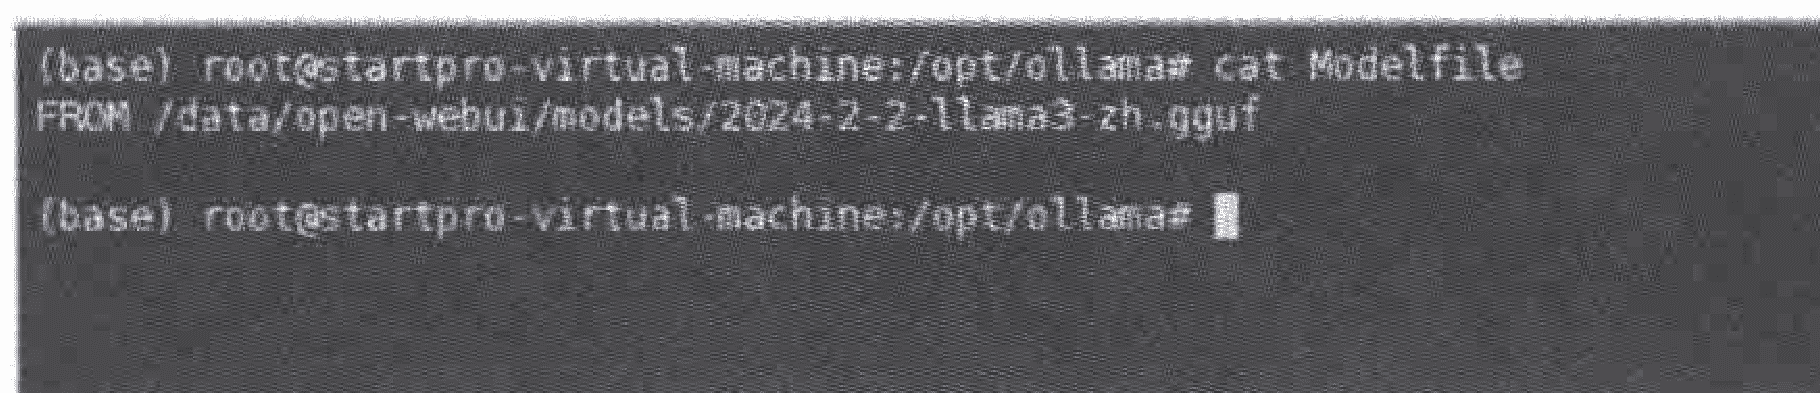 (base) root@startpro-virtual-machine:/opt/ollama# cat Modelfile
FROM /data/open-webui/models/2024-2-2-llama3-zh.gguf
(base) root@startpro-virtual-machine:/opt/ollama#